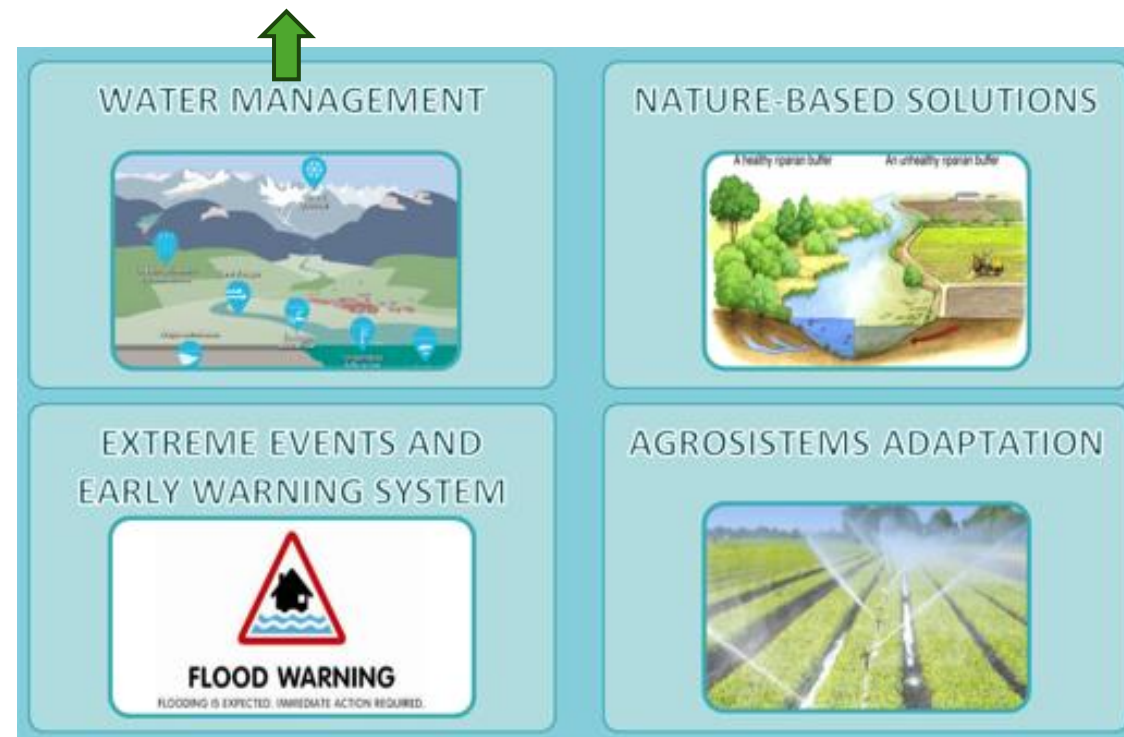 WATER MANAGEMENT
NATURE-BASED SOLUTIONS
A healthy riparian buffer
An unhealthy riparian buffer
EXTREME EVENTS AND
EARLY WARNING SYSTEM
FLOOD WARNING
FLOODING IS EXPECTED. IMMEDIATE ACTION REQUIRED.
AGROSISTEMS ADAPTATION